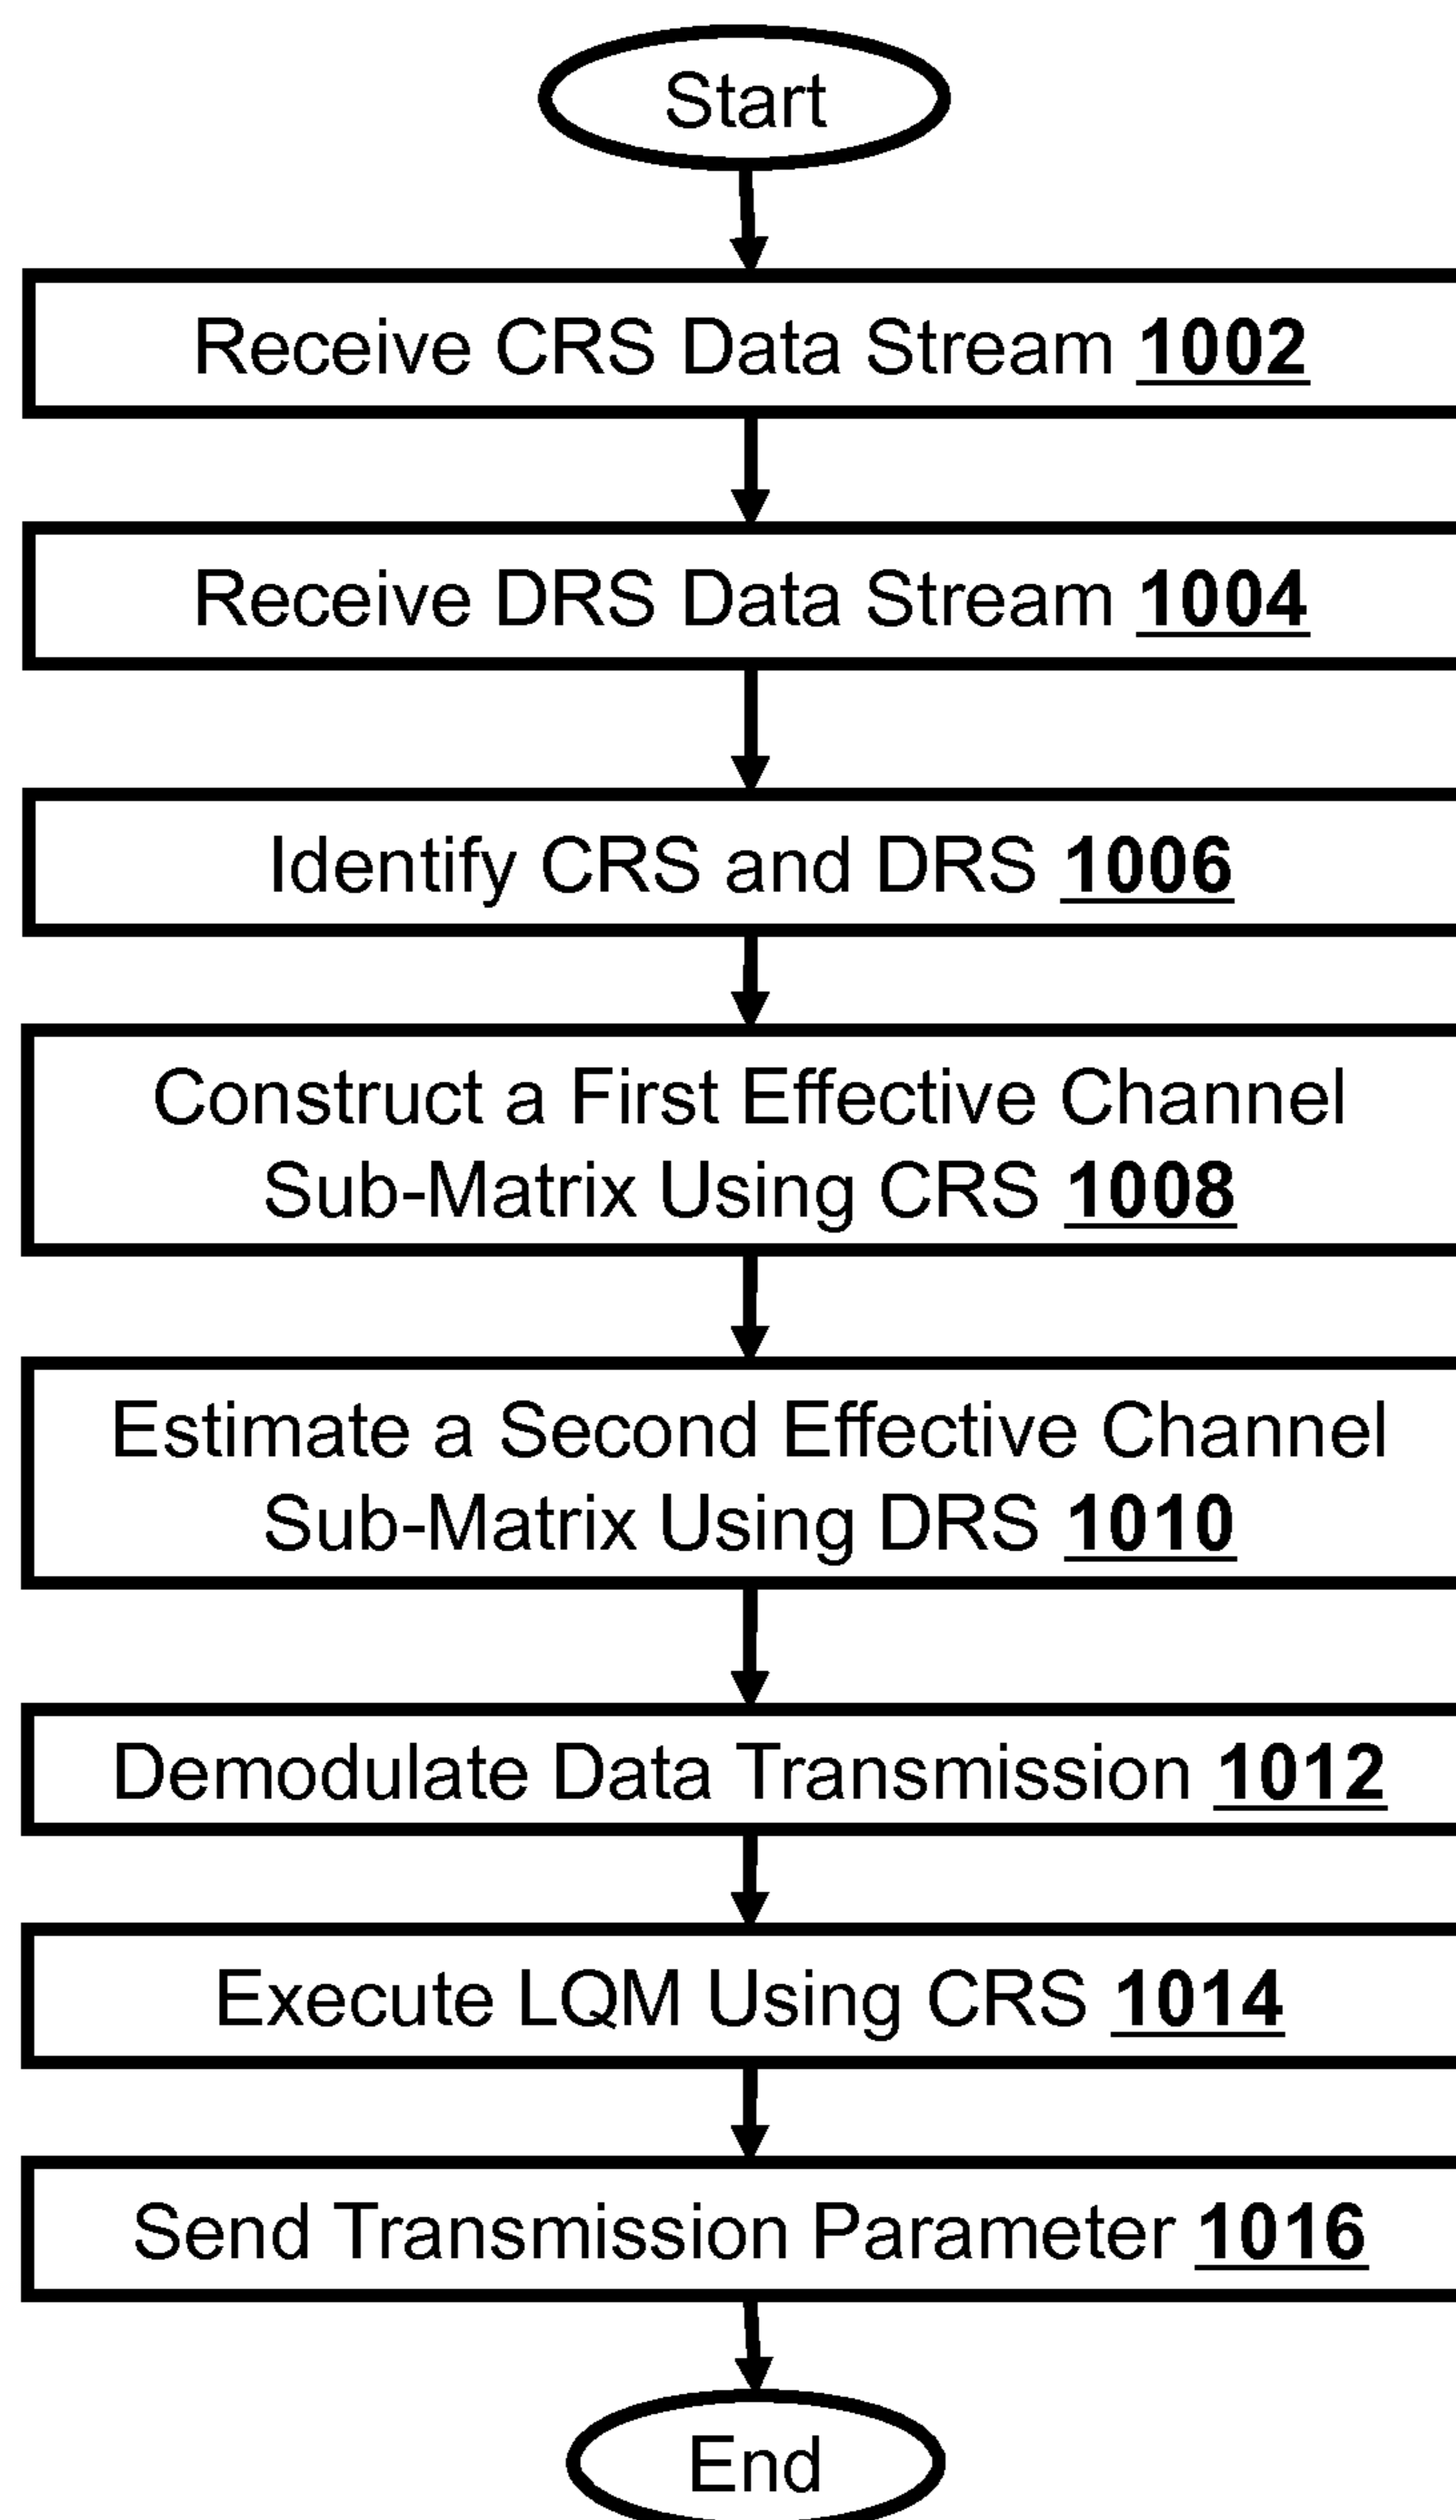 Start
Receive CRS Data Stream 1002
Receive DRS Data Stream 1004
Identify CRS and DRS 1006
Construct a First Effective Channel
Sub-Matrix Using CRS 1008
Estimate a Second Effective Channel
Sub-Matrix Using DRS 1010
Demodulate Data Transmission 1012
Execute LQM Using CRS 1014
Send Transmission Parameter 1016
End